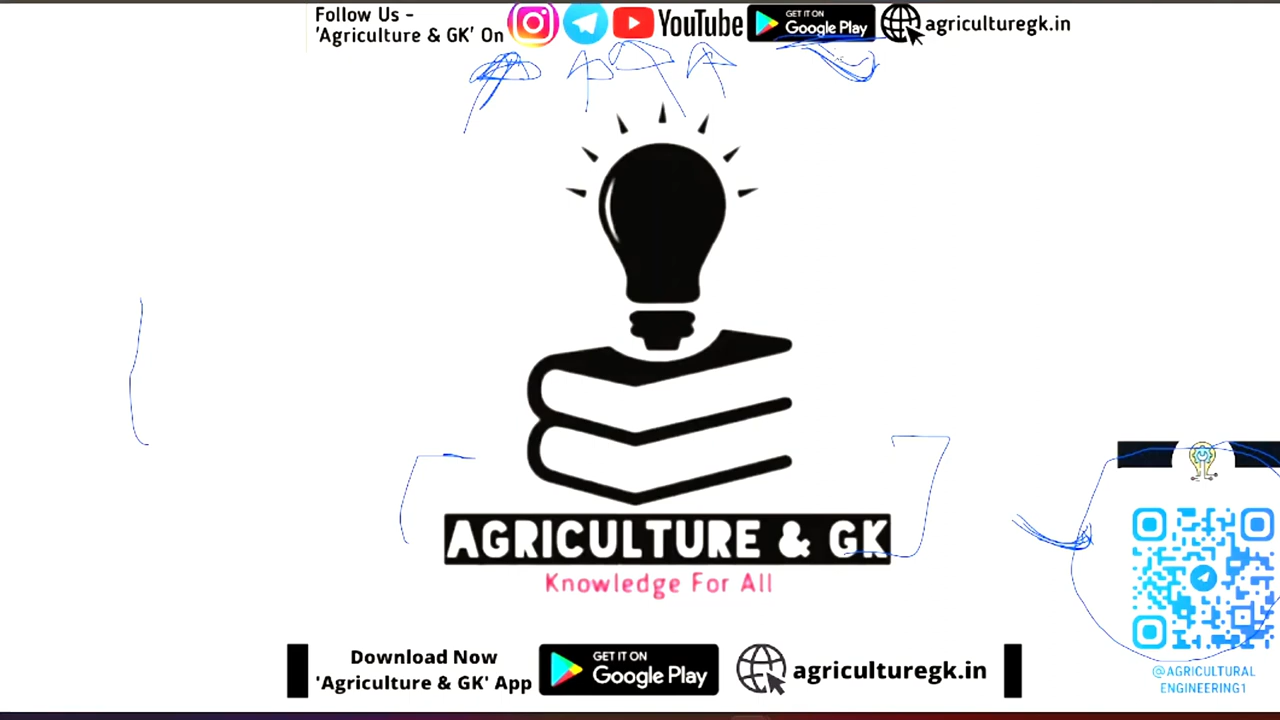 Follow Us -
'Agriculture & GK' On
YouTube
GET IT ON
Google Play
agriculturegk.in
AGRICULTURE & GK
Knowledge For All
Download Now
'Agriculture & GK' App
GET IT ON
Google Play
agriculturegk.in
@AGRICULTURAL
ENGINEERING1